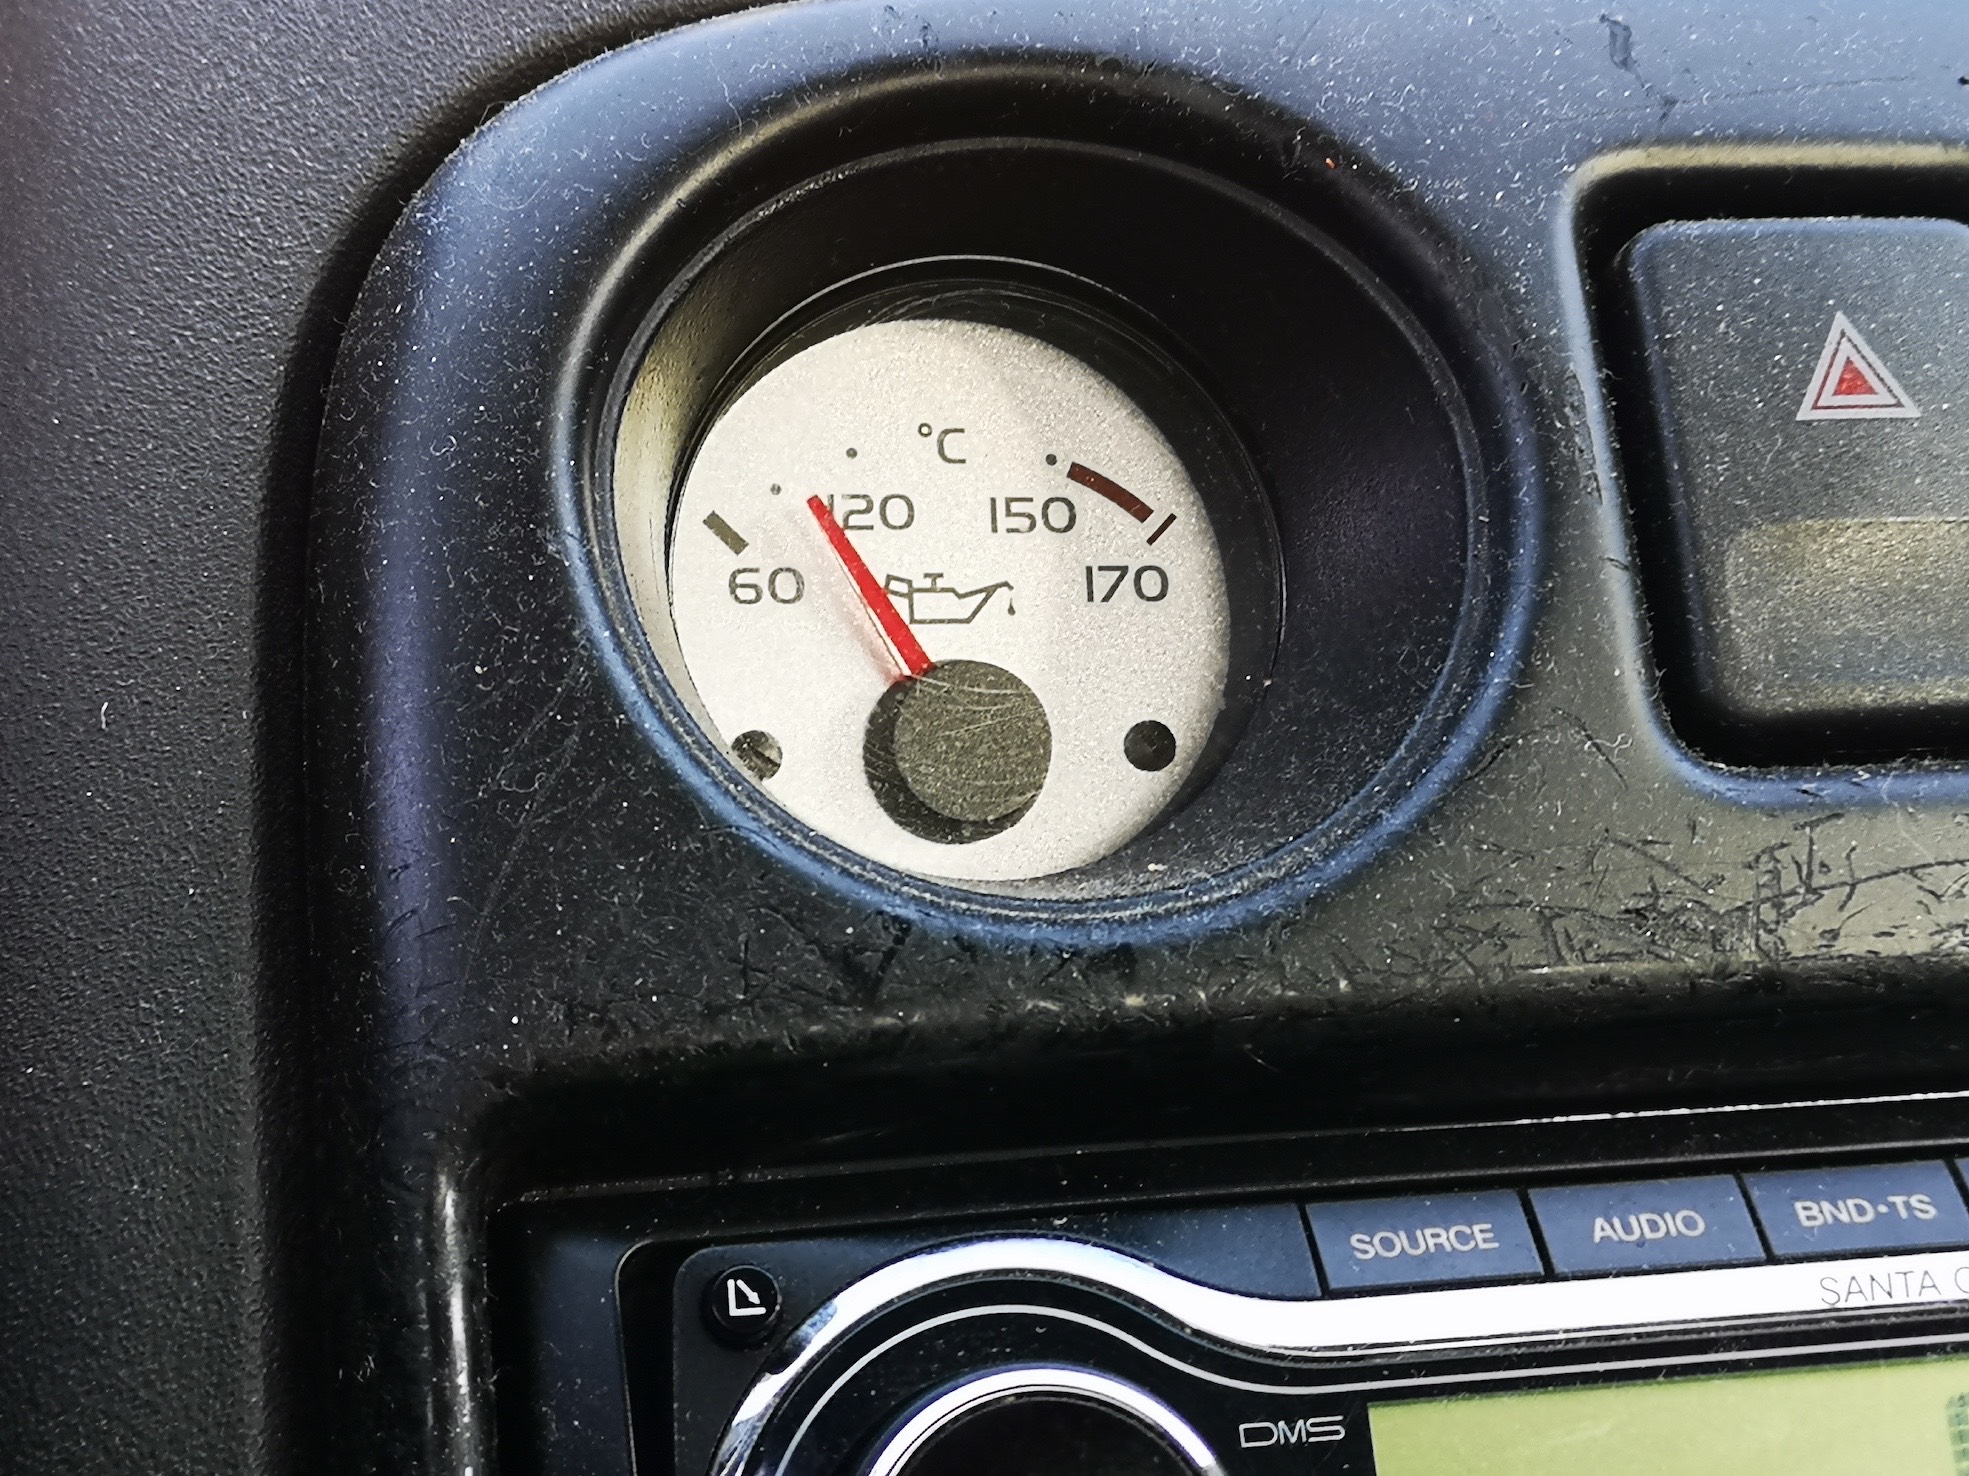 °C
120 150
60 170
SOURCE AUDIO BND•TS
SANTA
DMS